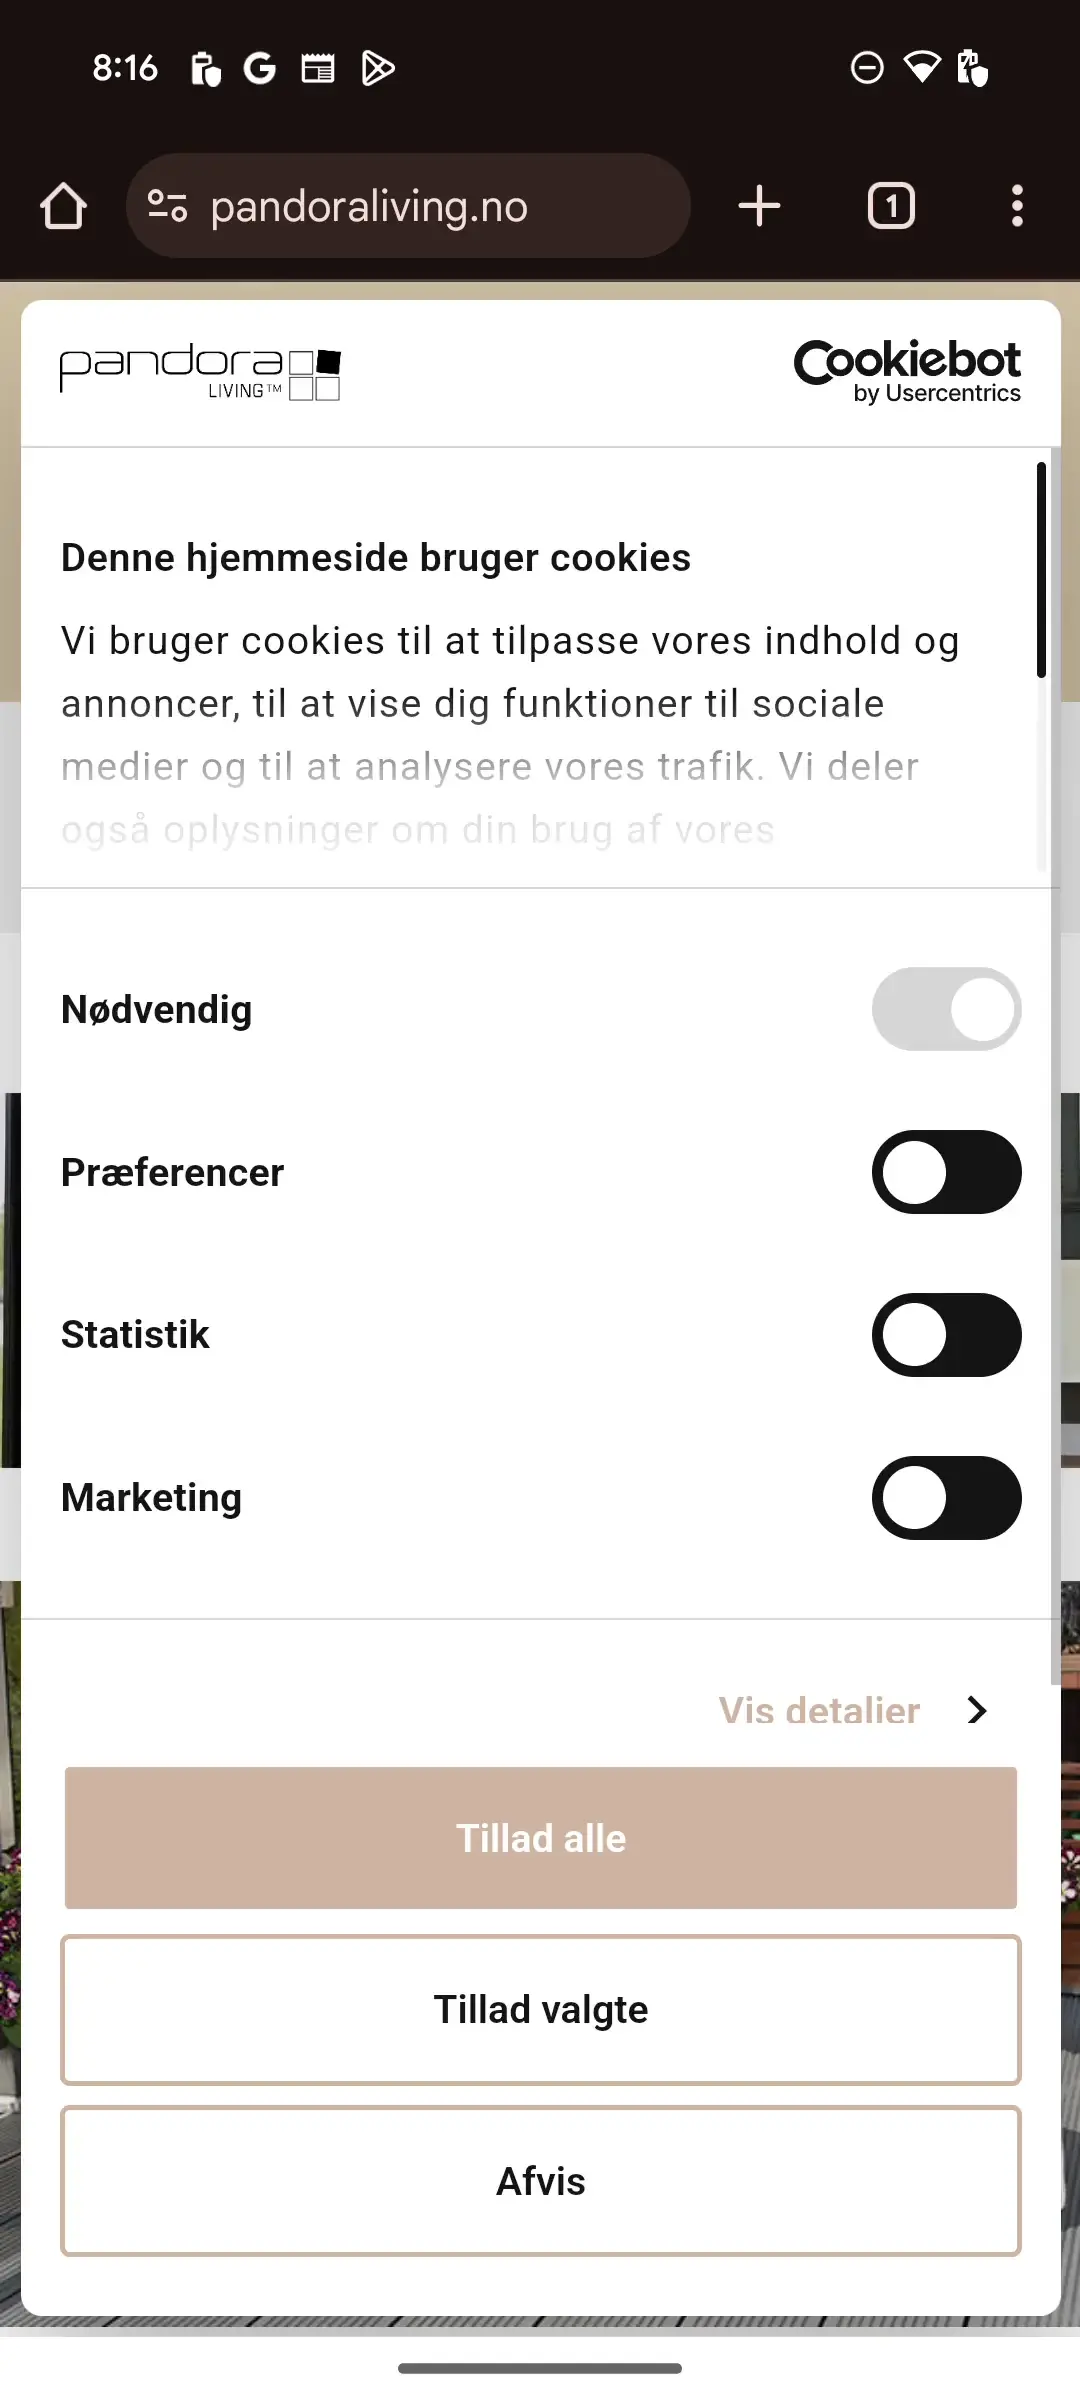 8:16
pandoraliving.no
1
pandora
LIVING™
Cookiebot
by Usercentrics
Denne hjemmeside bruger cookies
Vi bruger cookies til at tilpasse vores indhold og
annoncer, til at vise dig funktioner til sociale
medier og til at analysere vores trafik. Vi deler
også oplysninger om din brug af vores
Nødvendig
Præferencer
Statistik
Marketing
Vis detaljer
Tillad alle
Tillad valgte
Afvis